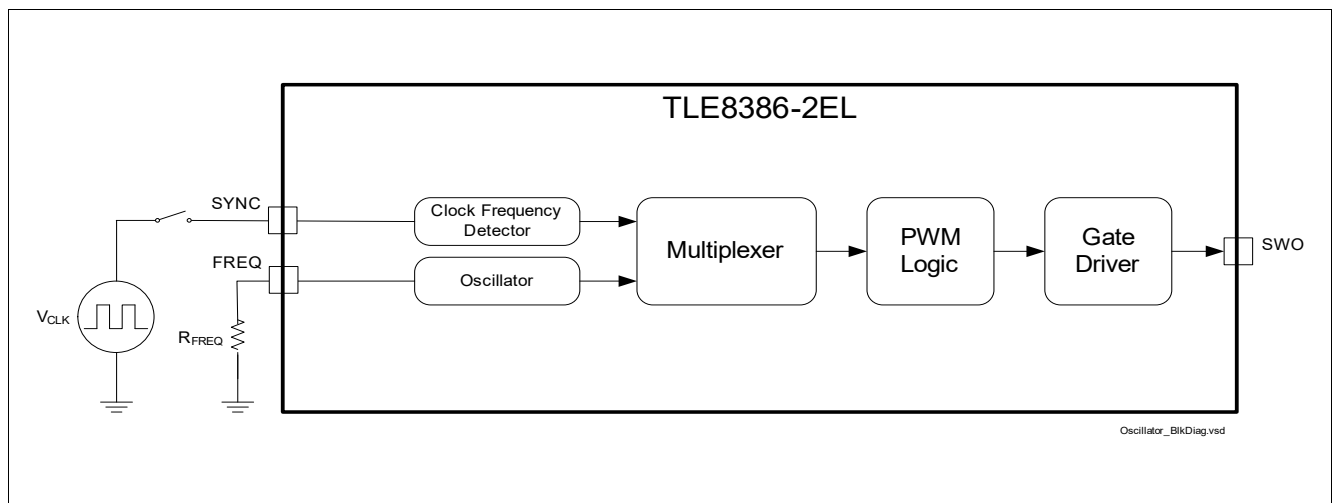 TLE8386-2EL
SYNC
Clock Frequency
Detector
Multiplexer
PWM
Logic
Gate
Driver
SWO
FREQ
Oscillator
VCLK
RFREQ
Oscillator_BlkDiag.vsd